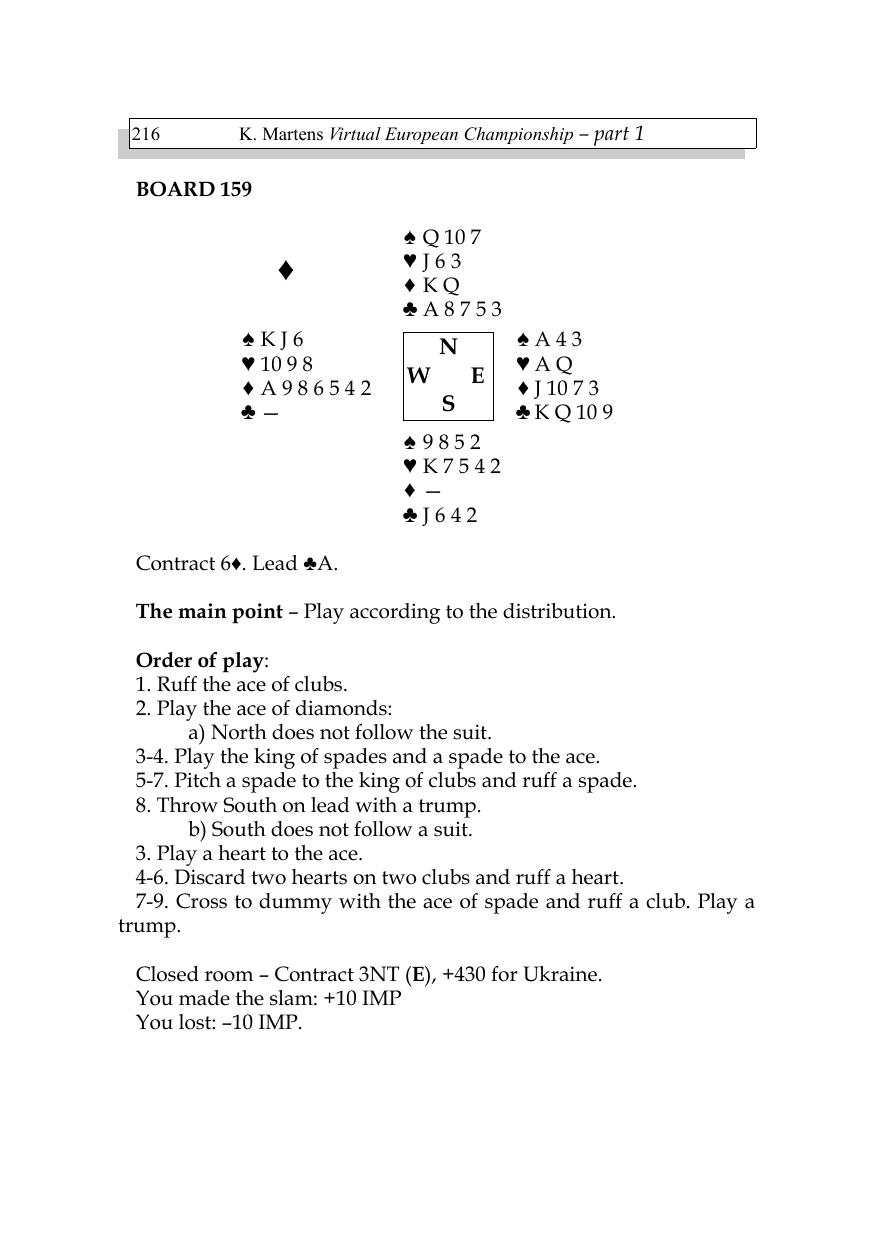 216 K. Martens Virtual European Championship – part 1
BOARD 159
♦
♠ Q 10 7
♥ J 6 3
♦ K Q
♣ A 8 7 5 3
♠ K J 6
♥ 10 9 8
♦ A 9 8 6 5 4 2
♣ —
N
W E
S
♠ A 4 3
♥ A Q
♦ J 10 7 3
♣ K Q 10 9
♠ 9 8 5 2
♥ K 7 5 4 2
♦ —
♣ J 6 4 2
Contract 6♦. Lead ♣A.
The main point – Play according to the distribution.
Order of play:
1. Ruff the ace of clubs.
2. Play the ace of diamonds:
a) North does not follow the suit.
3-4. Play the king of spades and a spade to the ace.
5-7. Pitch a spade to the king of clubs and ruff a spade.
8. Throw South on lead with a trump.
b) South does not follow a suit.
3. Play a heart to the ace.
4-6. Discard two hearts on two clubs and ruff a heart.
7-9. Cross to dummy with the ace of spade and ruff a club. Play a
trump.
Closed room – Contract 3NT (E), +430 for Ukraine.
You made the slam: +10 IMP
You lost: –10 IMP.